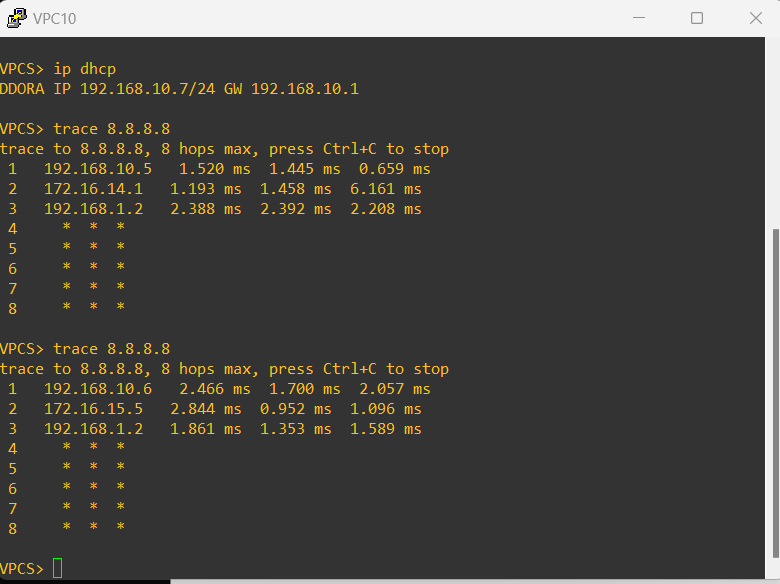 VPC10
VPCS> ip dhcp
DDORA IP 192.168.10.7/24 GW 192.168.10.1
VPCS> trace 8.8.8.8
trace to 8.8.8.8, 8 hops max, press Ctrl+C to stop
1   192.168.10.5   1.520 ms  1.445 ms  0.659 ms
2   172.16.14.1   1.193 ms  1.458 ms  6.161 ms
3   192.168.1.2   2.388 ms  2.392 ms  2.208 ms
4     *  *  *
5     *  *  *
6     *  *  *
7     *  *  *
8     *  *  *
VPCS> trace 8.8.8.8
trace to 8.8.8.8, 8 hops max, press Ctrl+C to stop
1   192.168.10.6   2.466 ms  1.700 ms  2.057 ms
2   172.16.15.5   2.844 ms  0.952 ms  1.096 ms
3   192.168.1.2   1.861 ms  1.353 ms  1.589 ms
4     *  *  *
5     *  *  *
6     *  *  *
7     *  *  *
8     *  *  *
VPCS>